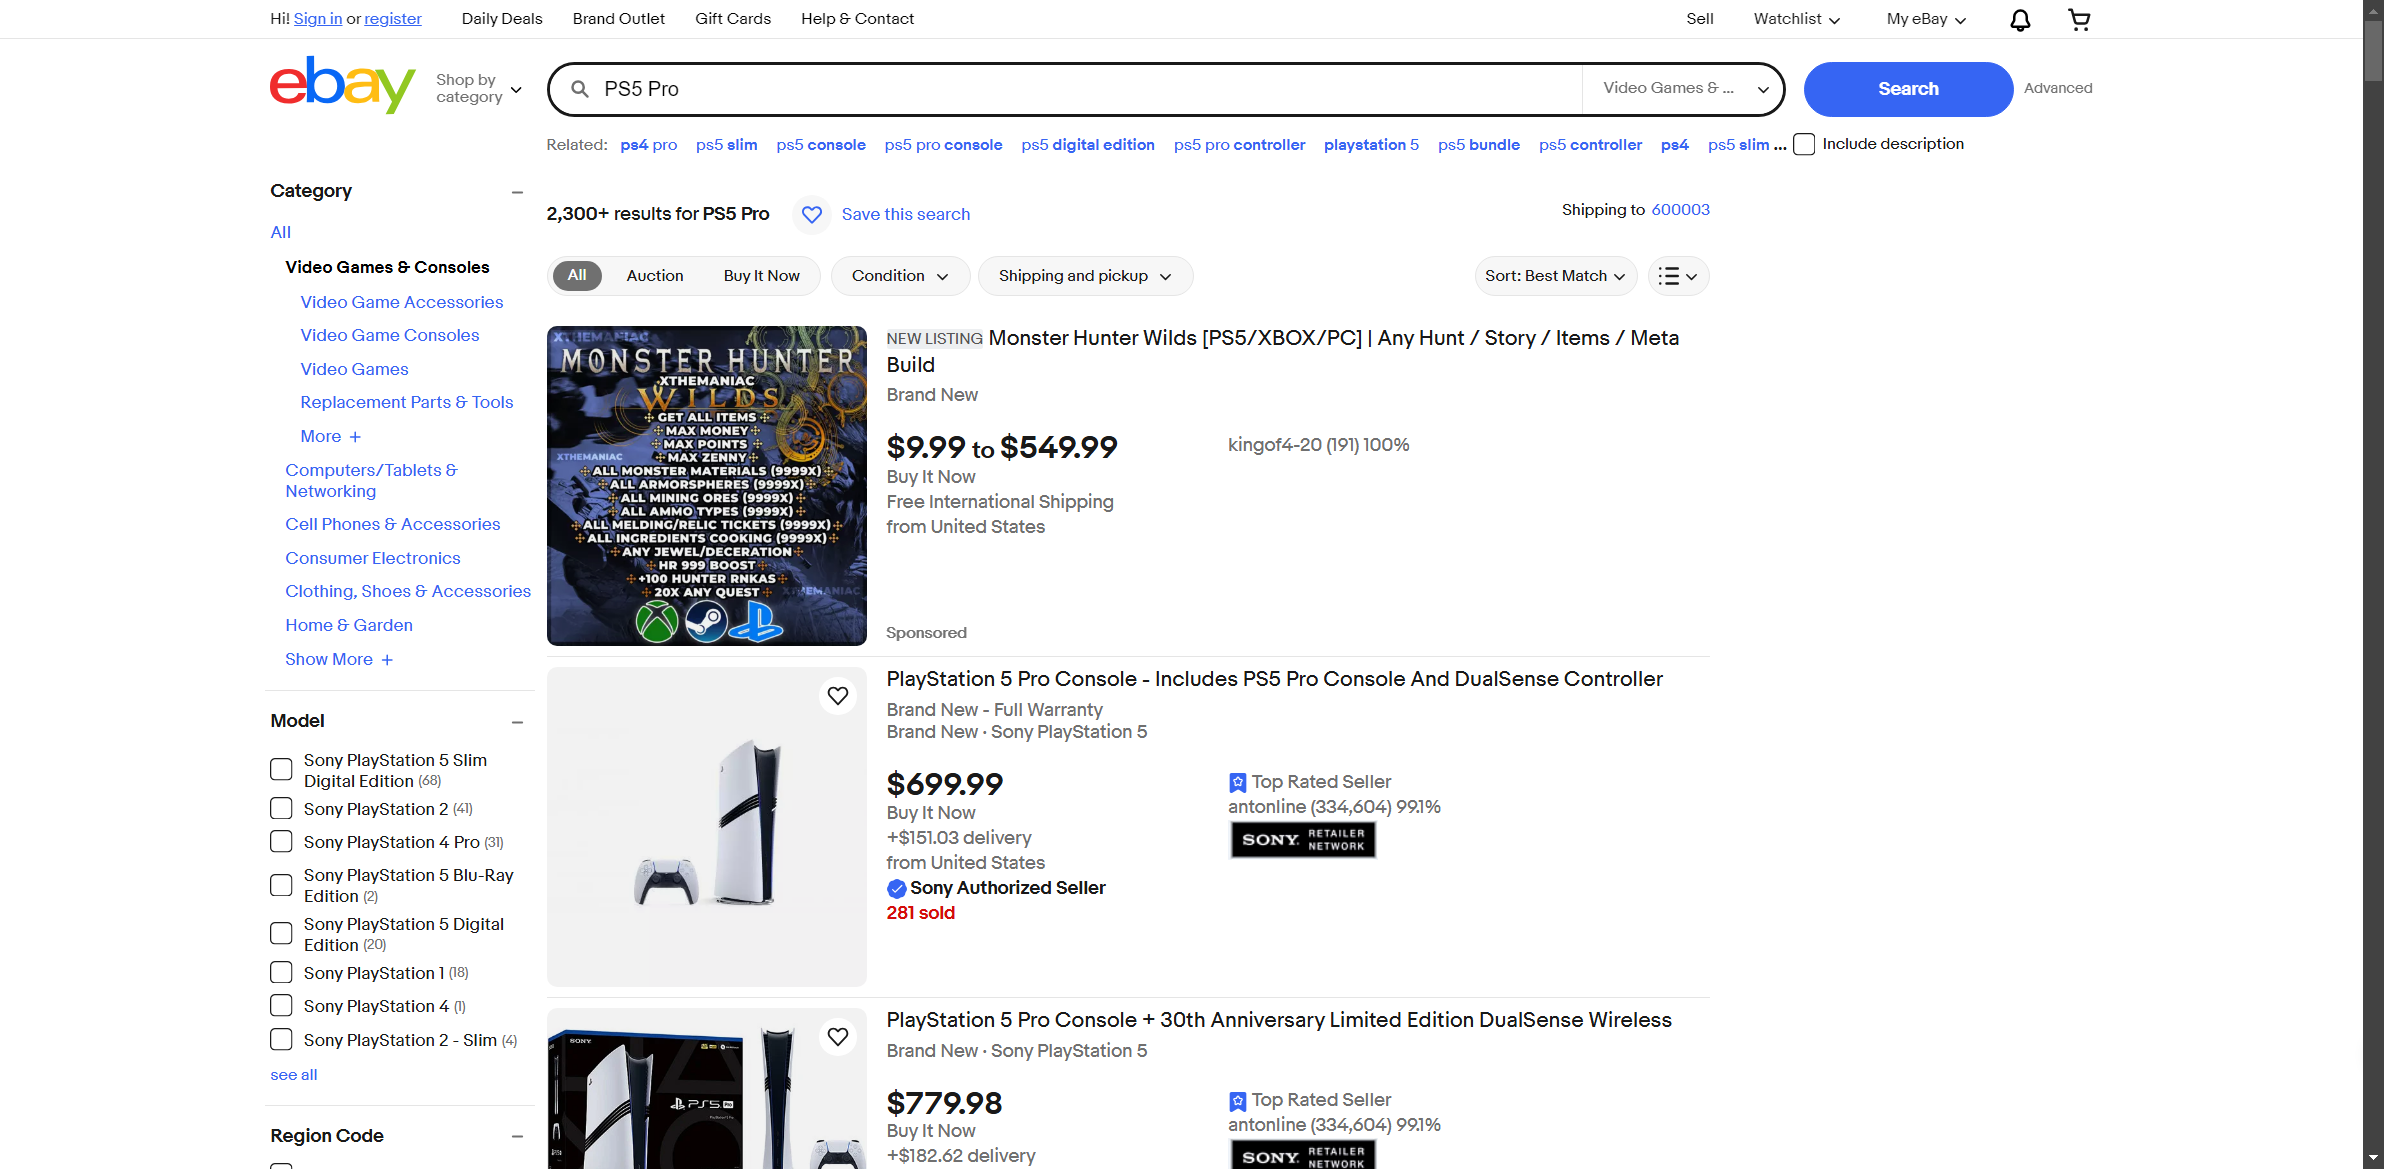 Hi! Sign in or register
Daily Deals
Brand Outlet
Gift Cards
Help & Contact
Sell
Watchlist
My eBay
ebay
Shop by
category
PS5 Pro
Video Games & ...
Search
Advanced
Related: ps4 pro ps5 slim ps5 console ps5 pro console ps5 digital edition ps5 pro controller playstation 5 ps5 bundle ps5 controller ps4 ps5 slim ...
Include description
Category
All
Video Games & Consoles
Video Game Accessories
Video Game Consoles
Video Games
Replacement Parts & Tools
More +
Computers/Tablets &
Networking
Cell Phones & Accessories
Consumer Electronics
Clothing, Shoes & Accessories
Home & Garden
Show More +
Model
Sony PlayStation 5 Slim
Digital Edition (68)
Sony PlayStation 2 (41)
Sony PlayStation 4 Pro (31)
Sony PlayStation 5 Blu-Ray
Edition (2)
Sony PlayStation 5 Digital
Edition (20)
Sony PlayStation 1 (18)
Sony PlayStation 4 (1)
Sony PlayStation 2 - Slim (4)
see all
Region Code
2,300+ results for PS5 Pro
Save this search
Shipping to 600003
All
Auction
Buy It Now
Condition
Shipping and pickup
Sort: Best Match
XTHEMANIAC
MONSTER HUNTER
XTHEMANIAC
WILDS
GET ALL ITEMS
MAX MONEY
MAX POINTS
XTHEMANIAC
MAX ZENNY
ALL MONSTER MATERIALS (9999X)
ALL ARMORSPHERES (9999X)
ALL MINING ORES (9999X)
ALL AMMO TYPES (9999X)
ALL MELDING/RELIC TICKETS (9999X)
ALL INGREDIENTS COOKING (9999X)
ANY JEWEL/DECERATION
HR 999 BOOST
+100 HUNTER RNKAS
20X ANY QUEST
XTHEMANIAC
NEW LISTING Monster Hunter Wilds [PS5/XBOX/PC] | Any Hunt / Story / Items / Meta
Build
Brand New
$9.99 to $549.99
Buy It Now
Free International Shipping
from United States
kingof4-20 (191) 100%
Sponsored
PlayStation 5 Pro Console - Includes PS5 Pro Console And DualSense Controller
Brand New - Full Warranty
Brand New · Sony PlayStation 5
$699.99
Buy It Now
+$151.03 delivery
from United States
Sony Authorized Seller
281 sold
Top Rated Seller
antonline (334,604) 99.1%
SONY RETAILER
NETWORK
SONY
PS5 Pro
PlayStation 5 Pro Console + 30th Anniversary Limited Edition DualSense Wireless
Brand New · Sony PlayStation 5
$779.98
Buy It Now
+$182.62 delivery
Top Rated Seller
antonline (334,604) 99.1%
SONY RETAILER
NETWORK